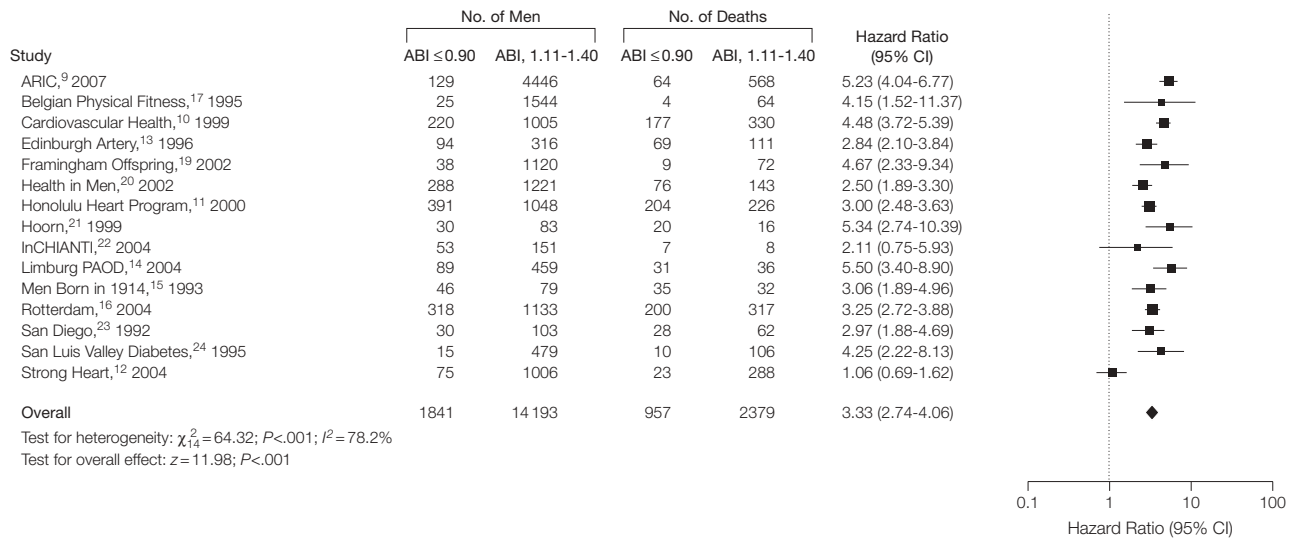 No. of Men No. of Deaths
Study ABI ≤0.90 ABI, 1.11-1.40 ABI ≤0.90 ABI, 1.11-1.40 Hazard Ratio (95% CI)
ARIC,⁹ 2007 129 4446 64 568 5.23 (4.04-6.77)
Belgian Physical Fitness,¹⁷ 1995 25 1544 4 64 4.15 (1.52-11.37)
Cardiovascular Health,¹⁰ 1999 220 1005 177 330 4.48 (3.72-5.39)
Edinburgh Artery,¹³ 1996 94 316 69 111 2.84 (2.10-3.84)
Framingham Offspring,¹⁹ 2002 38 1120 9 72 4.67 (2.33-9.34)
Health in Men,²⁰ 2002 288 1221 76 143 2.50 (1.89-3.30)
Honolulu Heart Program,¹¹ 2000 391 1048 204 226 3.00 (2.48-3.63)
Hoorn,²¹ 1999 30 83 20 16 5.34 (2.74-10.39)
InCHIANTI,²² 2004 53 151 7 8 2.11 (0.75-5.93)
Limburg PAOD,¹⁴ 2004 89 459 31 36 5.50 (3.40-8.90)
Men Born in 1914,¹⁵ 1993 46 79 35 32 3.06 (1.89-4.96)
Rotterdam,¹⁶ 2004 318 1133 200 317 3.25 (2.72-3.88)
San Diego,²³ 1992 30 103 28 62 2.97 (1.88-4.69)
San Luis Valley Diabetes,²⁴ 1995 15 479 10 106 4.25 (2.22-8.13)
Strong Heart,¹² 2004 75 1006 23 288 1.06 (0.69-1.62)
Overall 1841 14 193 957 2379 3.33 (2.74-4.06)
Test for heterogeneity: χ²₁₄ = 64.32; P<.001; I² = 78.2%
Test for overall effect: z = 11.98; P<.001
0.1 1 10 100
Hazard Ratio (95% CI)